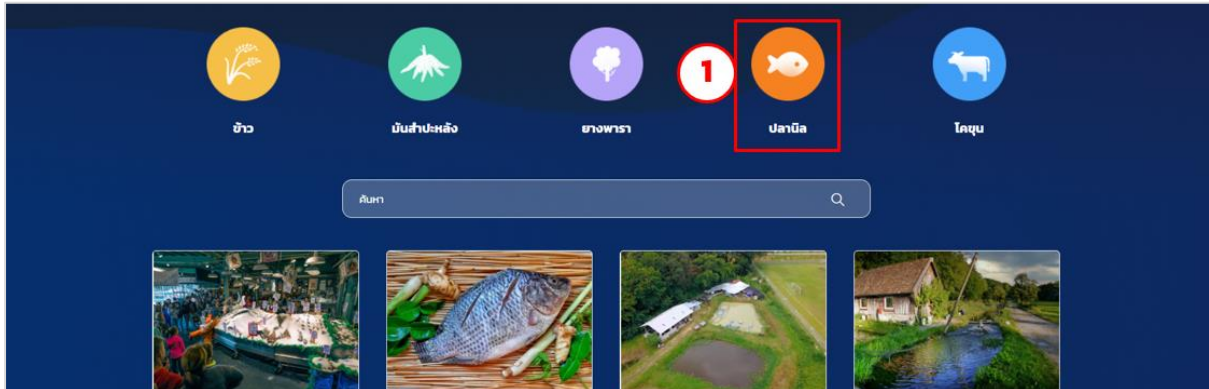 1
ข้าว
มันสำปะหลัง
ยางพารา
ปลานิล
โคขุน
ค้นหา